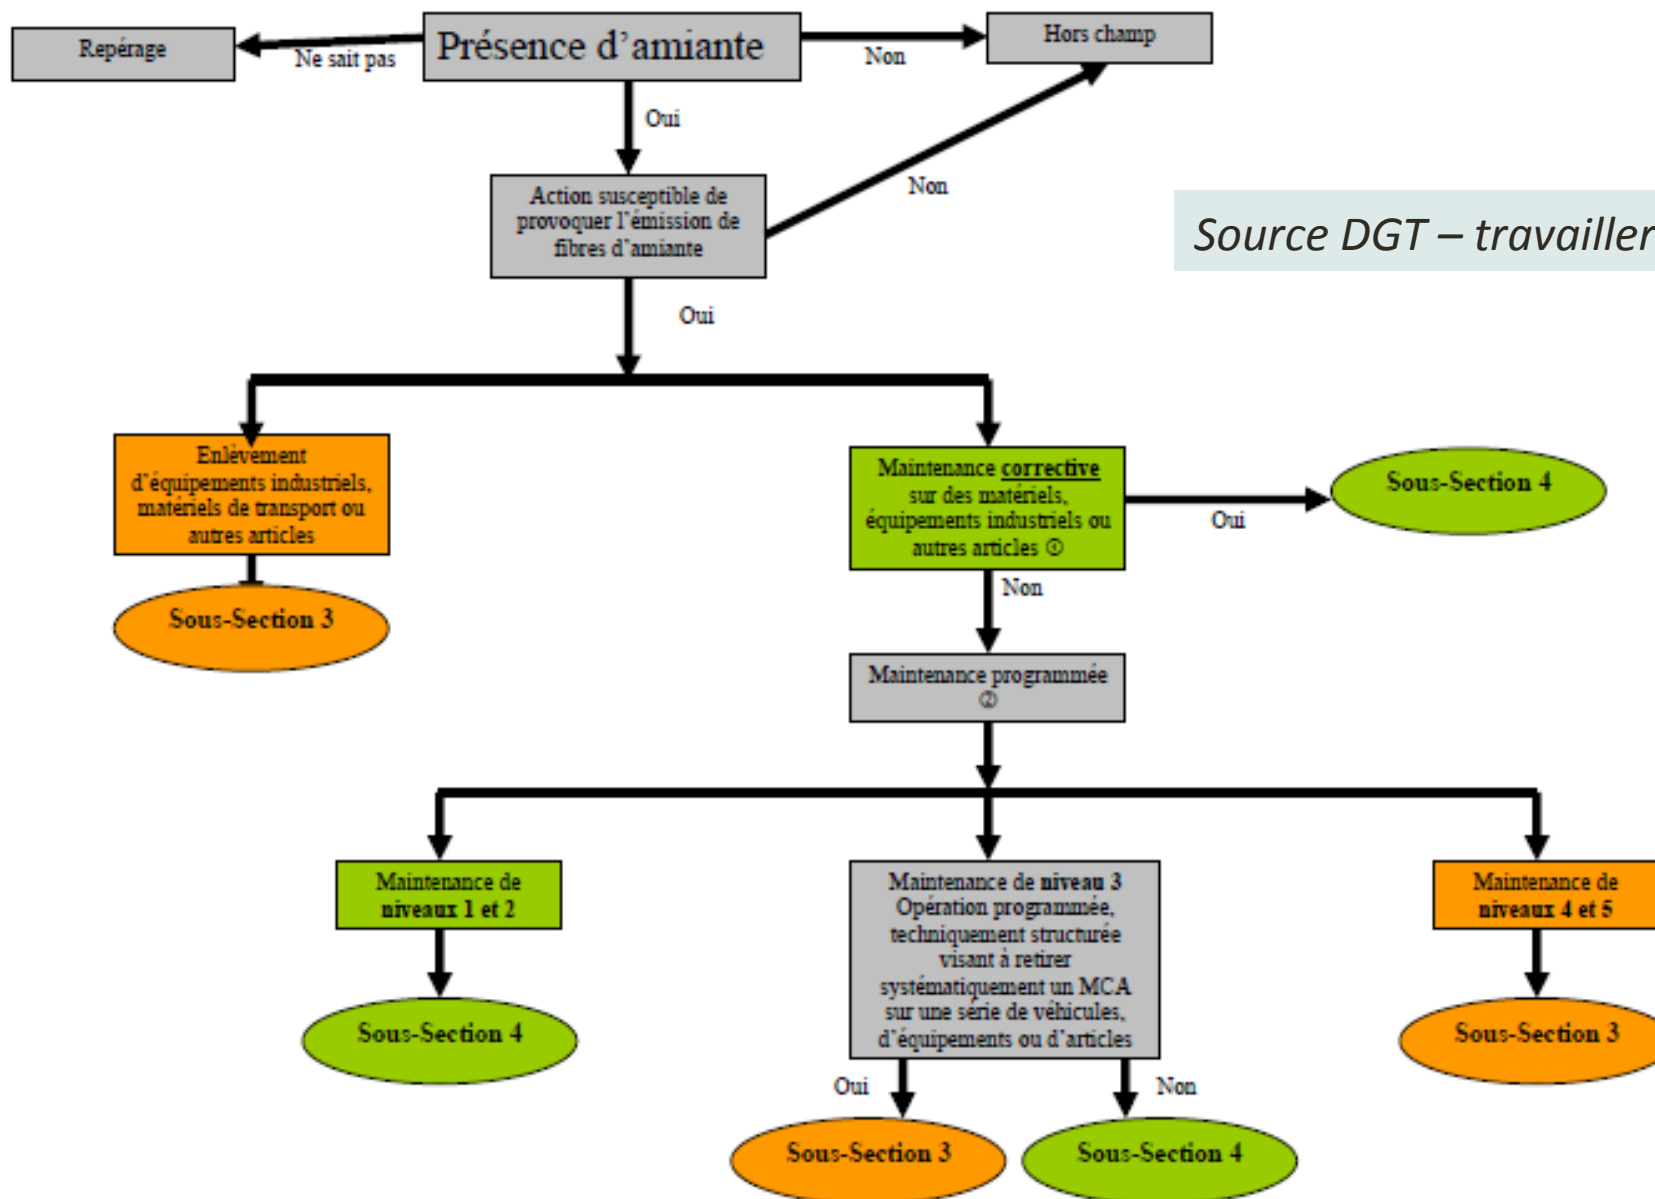 Repérage
Ne sait pas
Présence d’amiante
Non
Hors champ
Oui
Non
Action susceptible de
provoquer l’émission de
fibres d’amiante
Source DGT – travailler
Oui
Enlèvement
d’équipements industriels,
matériels de transport ou
autres articles
Sous-Section 3
Maintenance corrective
sur des matériels,
équipements industriels ou
autres articles ①
Oui
Sous-Section 4
Non
Maintenance programmée
②
Maintenance de
niveaux 1 et 2
Sous-Section 4
Maintenance de niveau 3
Opération programmée,
techniquement structurée
visant à retirer
systématiquement un MCA
sur une série de véhicules,
d’équipements ou d’articles
Oui
Non
Sous-Section 3
Sous-Section 4
Maintenance de
niveaux 4 et 5
Sous-Section 3